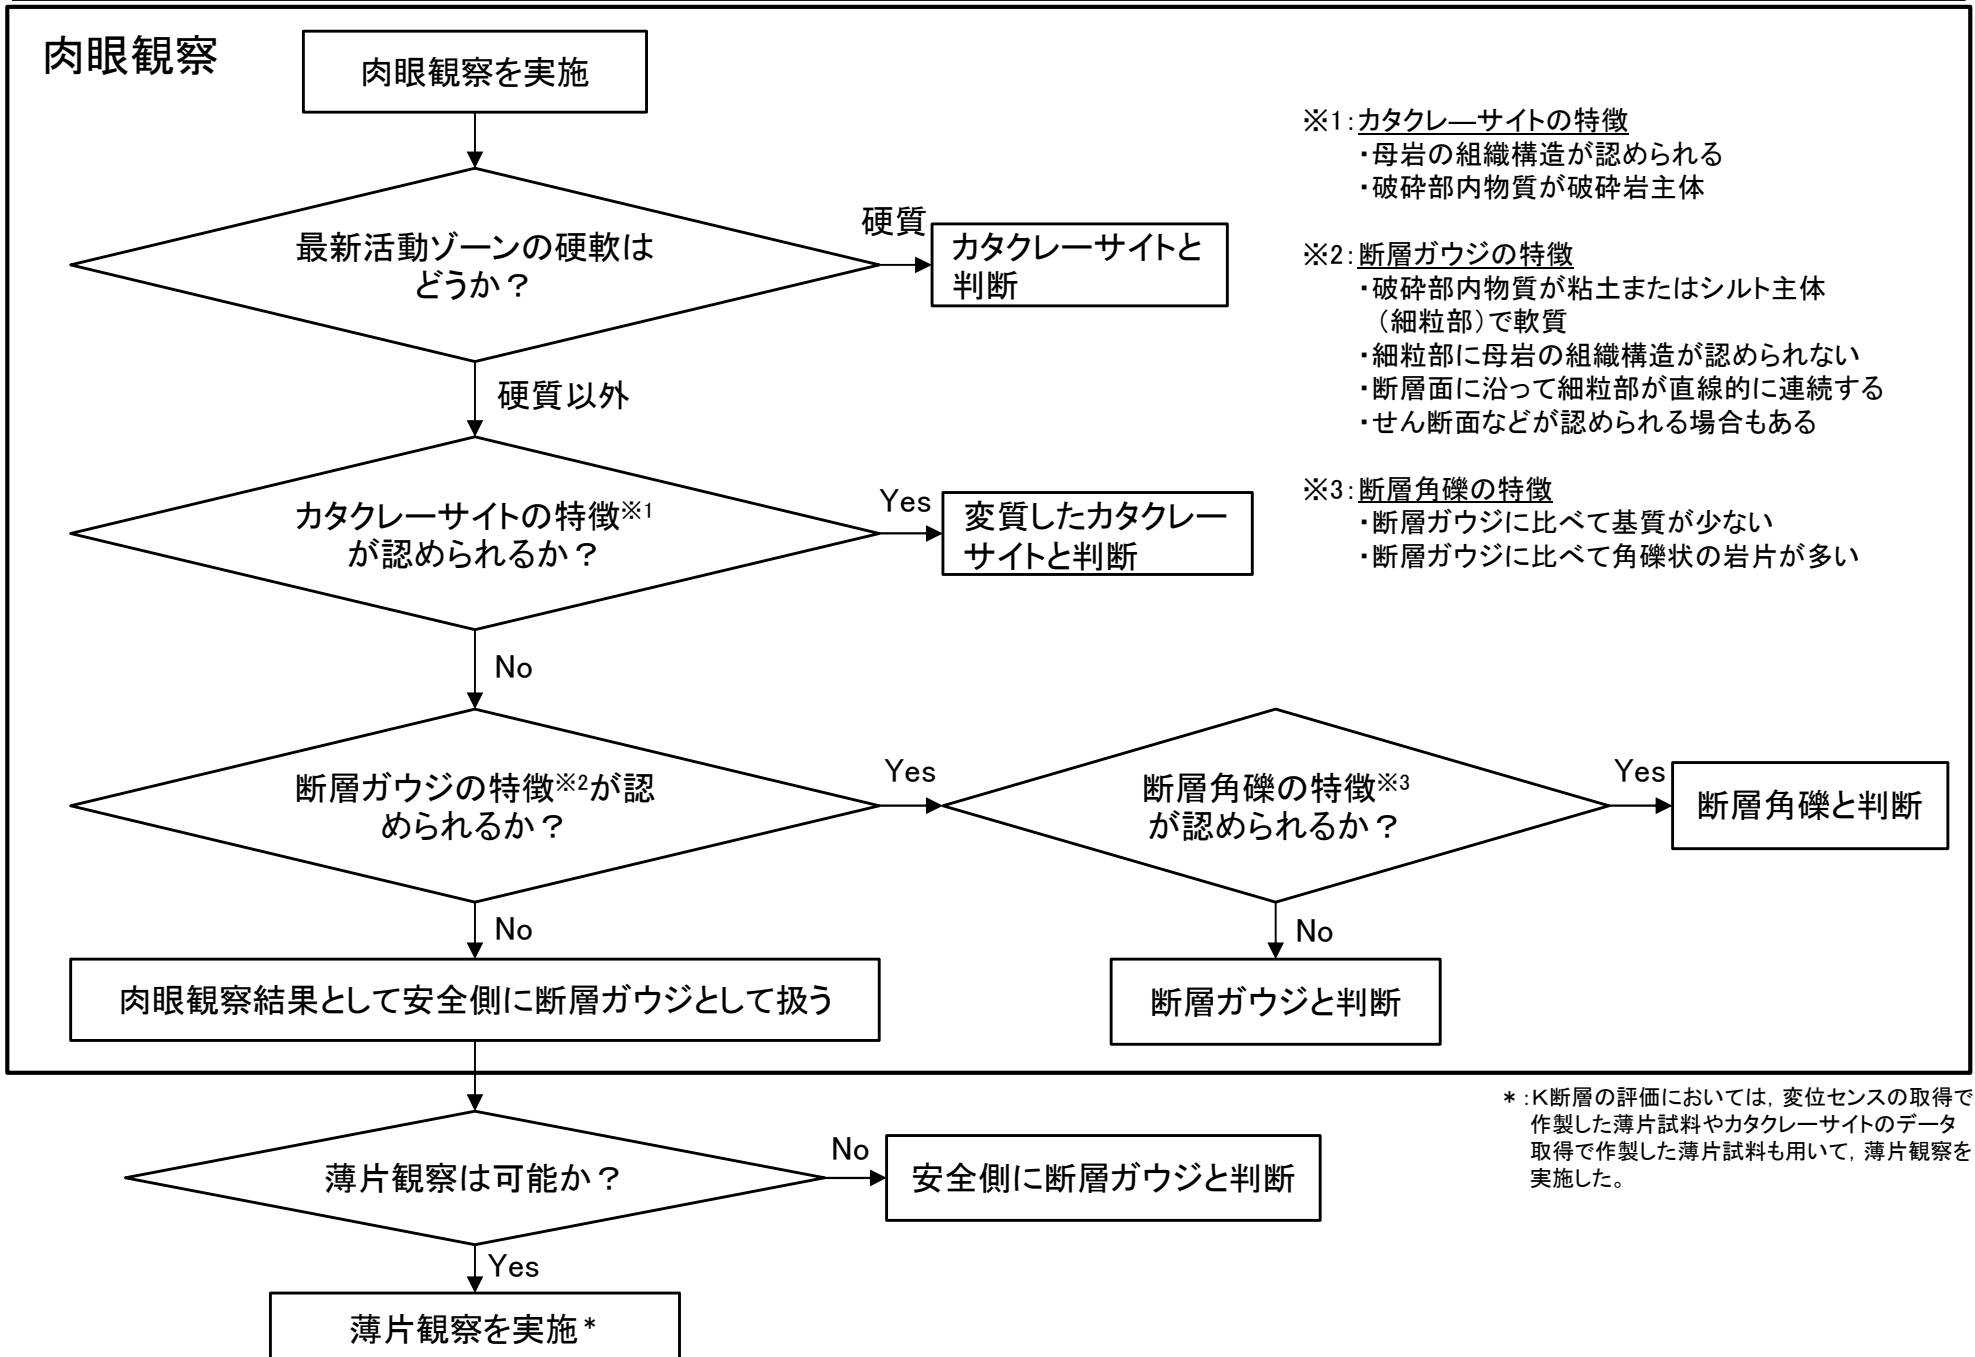 肉眼観察
肉眼観察を実施
※1：カタクレ―サイトの特徴
・母岩の組織構造が認められる
・破砕部内物質が破砕岩主体
最新活動ゾーンの硬軟は
どうか？
硬質
カタクレーサイトと
判断
※2：断層ガウジの特徴
・破砕部内物質が粘土またはシルト主体
（細粒部）で軟質
・細粒部に母岩の組織構造が認められない
・断層面に沿って細粒部が直線的に連続する
・せん断面などが認められる場合もある
硬質以外
カタクレーサイトの特徴※1
が認められるか？
Yes
変質したカタクレー
サイトと判断
※3：断層角礫の特徴
・断層ガウジに比べて基質が少ない
・断層ガウジに比べて角礫状の岩片が多い
No
断層ガウジの特徴※2が認
められるか？
Yes
断層角礫の特徴※3
が認められるか？
Yes
断層角礫と判断
No
No
肉眼観察結果として安全側に断層ガウジとして扱う
断層ガウジと判断
薄片観察は可能か？
No
安全側に断層ガウジと判断
*：K断層の評価においては，変位センスの取得で
作製した薄片試料やカタクレーサイトのデータ
取得で作製した薄片試料も用いて，薄片観察を
実施した。
Yes
薄片観察を実施*